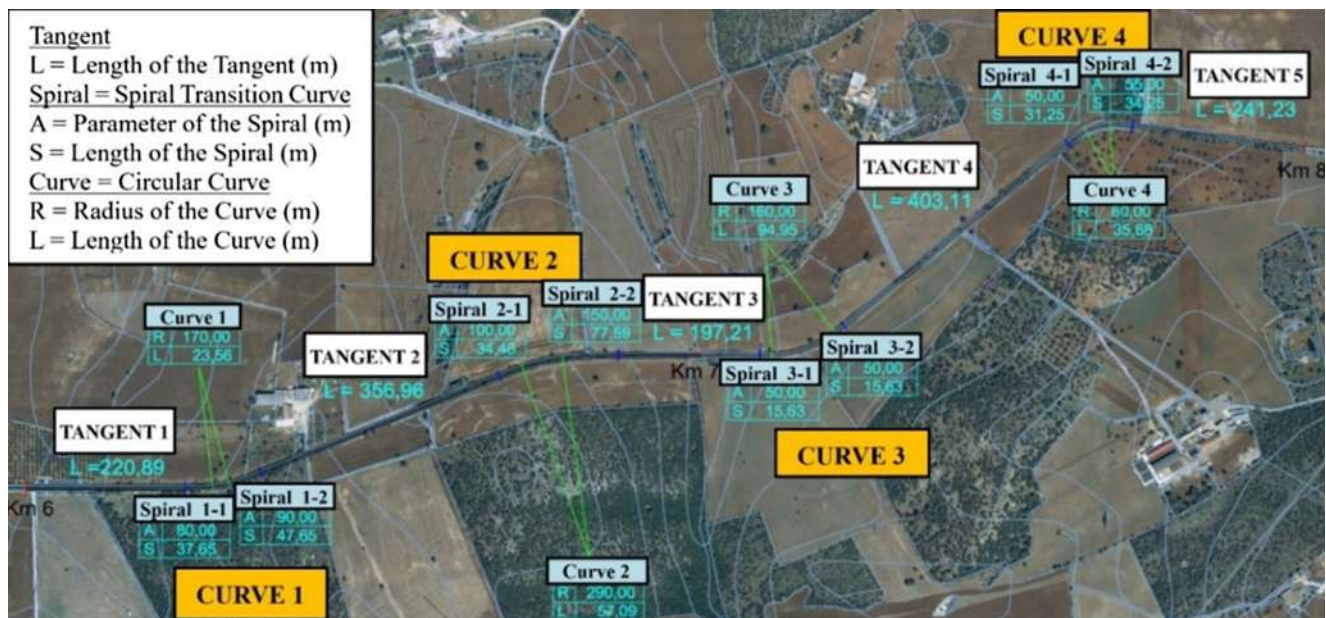 Tangent
L = Length of the Tangent (m)
Spiral = Spiral Transition Curve
A = Parameter of the Spiral (m)
S = Length of the Spiral (m)
Curve = Circular Curve
R = Radius of the Curve (m)
L = Length of the Curve (m)
CURVE 4
Spiral 4-1
A 50,00
S 31,25
Spiral 4-2
A 55,00
S 34,25
TANGENT 5
L = 241,23
Km 8
TANGENT 4
L = 403,11
Curve 3
R 160,00
L 94,95
Curve 4
R 80,00
L 35,68
CURVE 2
Spiral 2-1
A 100,00
S 34,48
Spiral 2-2
A 150,00
S 77,59
TANGENT 3
L = 197,21
Km 7
Curve 1
R 170,00
L 23,56
TANGENT 2
L = 356,96
Spiral 3-1
A 50,00
S 15,63
Spiral 3-2
A 50,00
S 15,63
CURVE 3
TANGENT 1
L =220,89
Km 6
Spiral 1-1
A 80,00
S 37,65
Spiral 1-2
A 90,00
S 47,65
CURVE 1
Curve 2
R 290,00
L 57,09